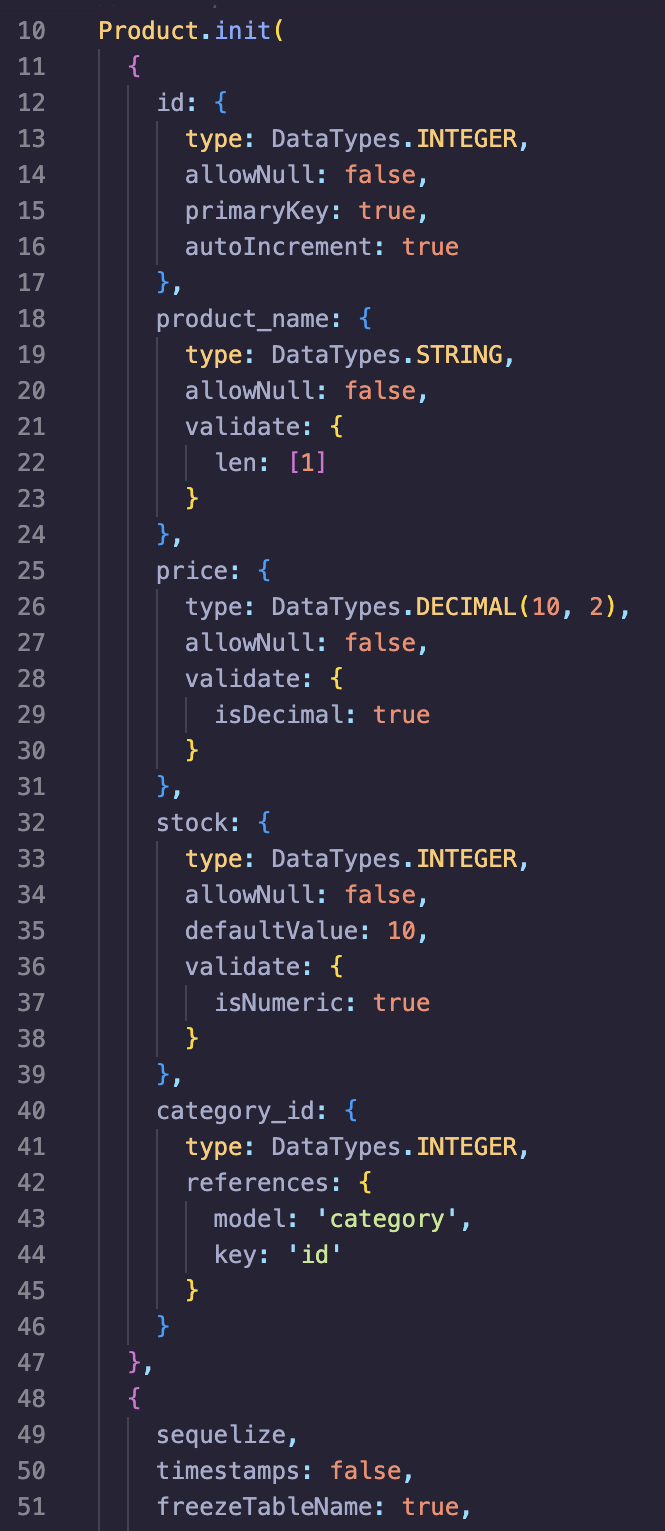 10 Product.init(
11 {
12 id: {
13 type: DataTypes.INTEGER,
14 allowNull: false,
15 primaryKey: true,
16 autoIncrement: true
17 },
18 product_name: {
19 type: DataTypes.STRING,
20 allowNull: false,
21 validate: {
22 len: [1]
23 }
24 },
25 price: {
26 type: DataTypes.DECIMAL(10, 2),
27 allowNull: false,
28 validate: {
29 isDecimal: true
30 }
31 },
32 stock: {
33 type: DataTypes.INTEGER,
34 allowNull: false,
35 defaultValue: 10,
36 validate: {
37 isNumeric: true
38 }
39 },
40 category_id: {
41 type: DataTypes.INTEGER,
42 references: {
43 model: 'category',
44 key: 'id'
45 }
46 }
47 },
48 {
49 sequelize,
50 timestamps: false,
51 freezeTableName: true,